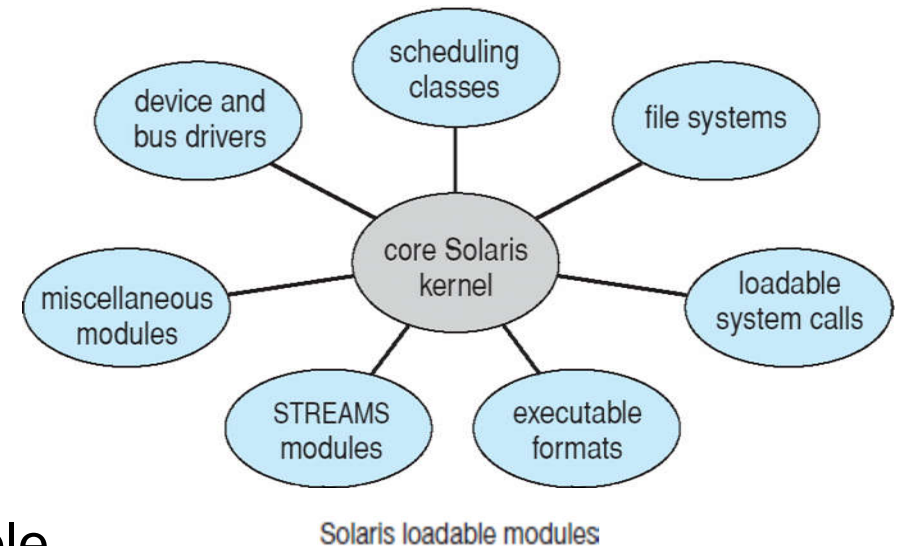 scheduling
classes
device and
bus drivers
file systems
core Solaris
kernel
miscellaneous
modules
loadable
system calls
STREAMS
modules
executable
formats
Solaris loadable modules